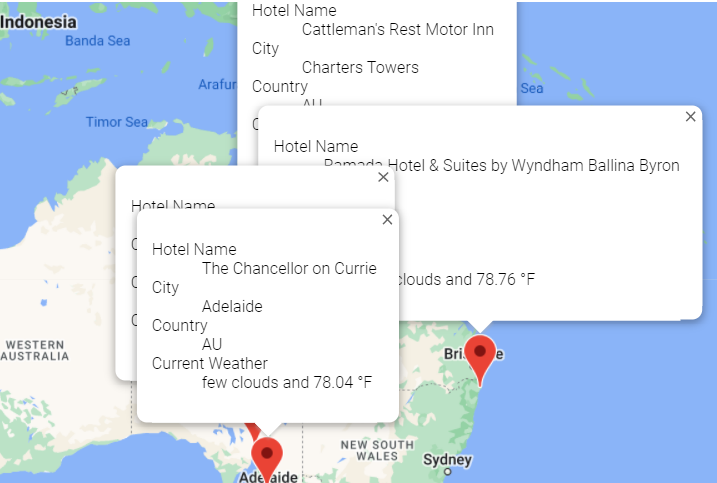 Indonesia
Banda Sea
Arafur
Sea
Timor Sea
Hotel Name
Cattleman's Rest Motor Inn
City
Charters Towers
Country
AU
Hotel Name
Ramada Hotel & Suites by Wyndham Ballina Byron
clouds and 78.76 °F
Hotel Name
Hotel Name
The Chancellor on Currie
City
Adelaide
Country
AU
Current Weather
few clouds and 78.04 °F
WESTERN
AUSTRALIA
NEW SOUTH
WALES
Sydney
Adelaide